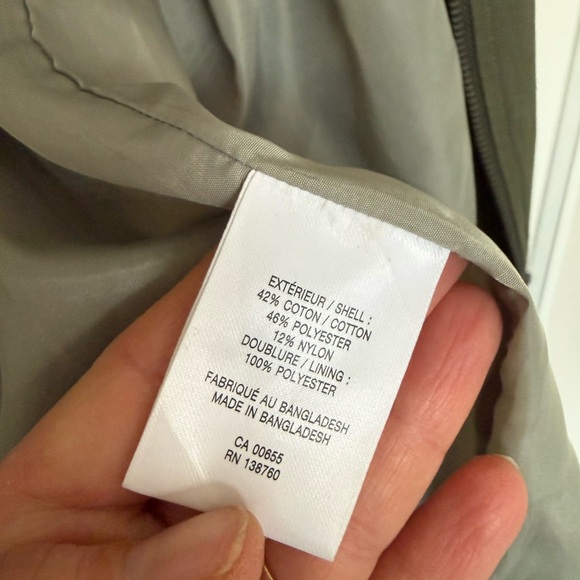 EXTÉRIEUR / SHELL :
42% COTON / COTTON
46% POLYESTER
12% NYLON
DOUBLURE / LINING :
100% POLYESTER
FABRIQUÉ AU BANGLADESH
MADE IN BANGLADESH
CA 00655
RN 138760